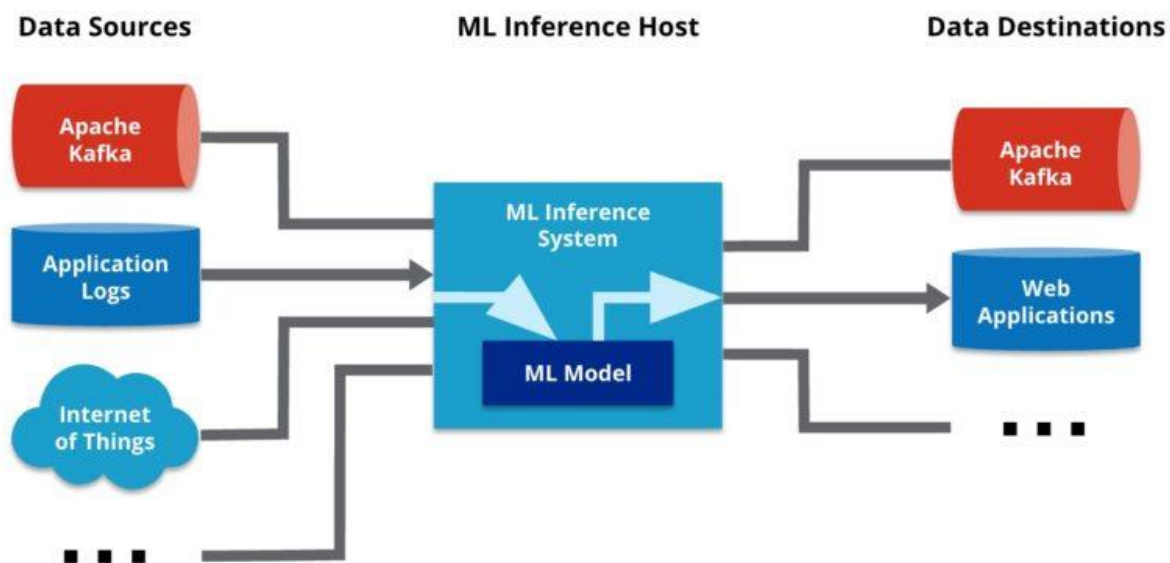 Data Sources
ML Inference Host
Data Destinations
Apache
Kafka
Application
Logs
Internet
of Things
ML Inference
System
ML Model
Apache
Kafka
Web
Applications